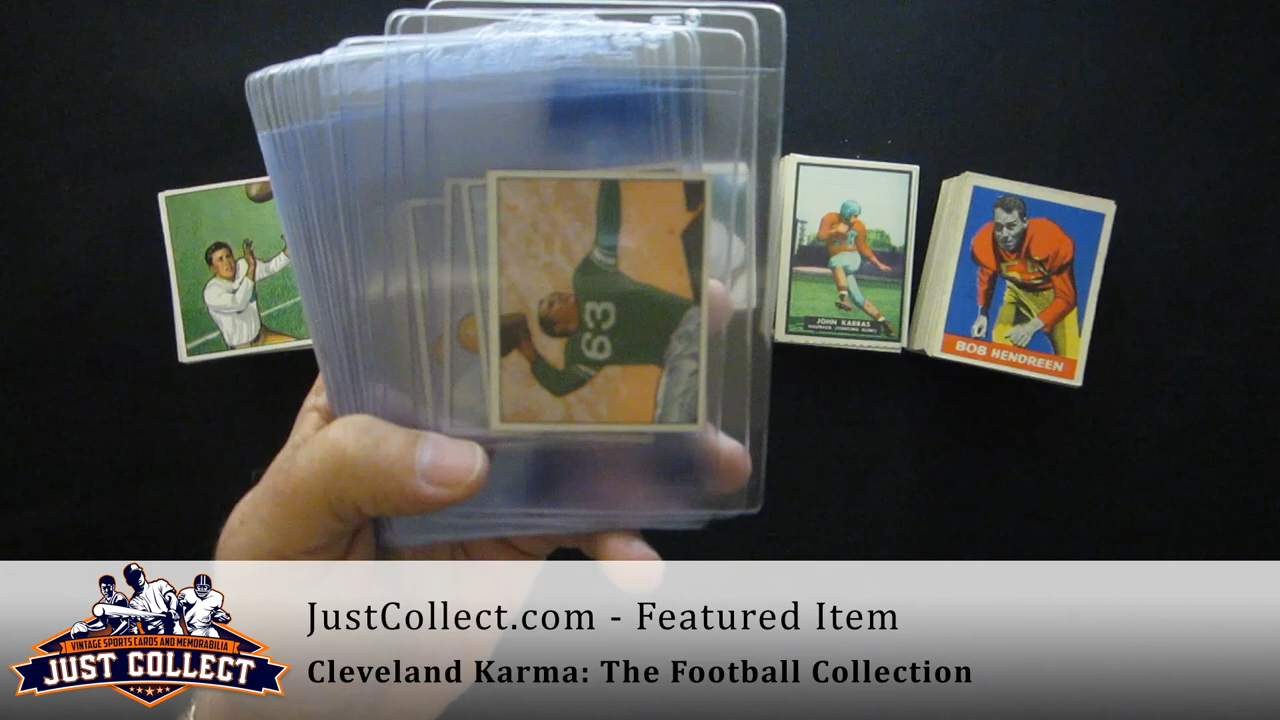 63
JOHN KARRAS
BOB HENDREEN
VINTAGE SPORTS CARDS AND MEMORABILIA
JUST COLLECT
JustCollect.com - Featured Item
Cleveland Karma: The Football Collection